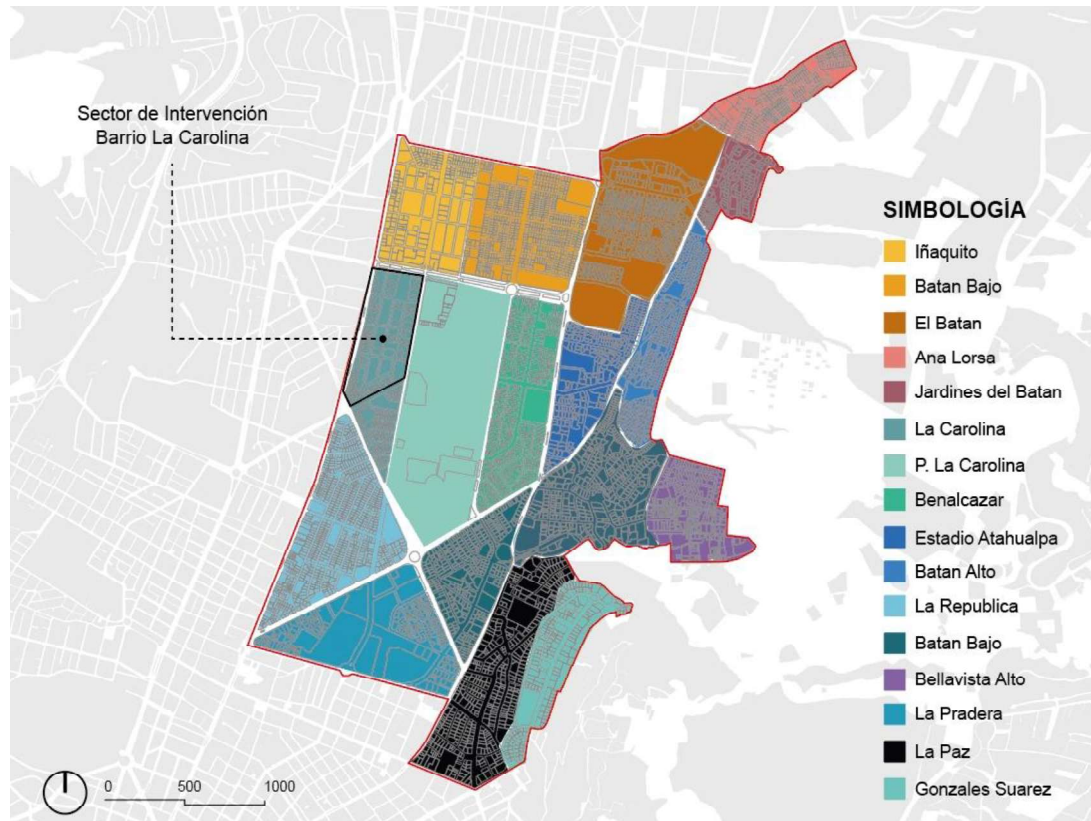 Sector de Intervención
Barrio La Carolina
SIMBOLOGÍA
Iñaquito
Batan Bajo
El Batan
Ana Lorsa
Jardines del Batan
La Carolina
P. La Carolina
Benalcazar
Estadio Atahualpa
Batan Alto
La Republica
Batan Bajo
Bellavista Alto
La Pradera
La Paz
Gonzales Suarez
0 500 1000